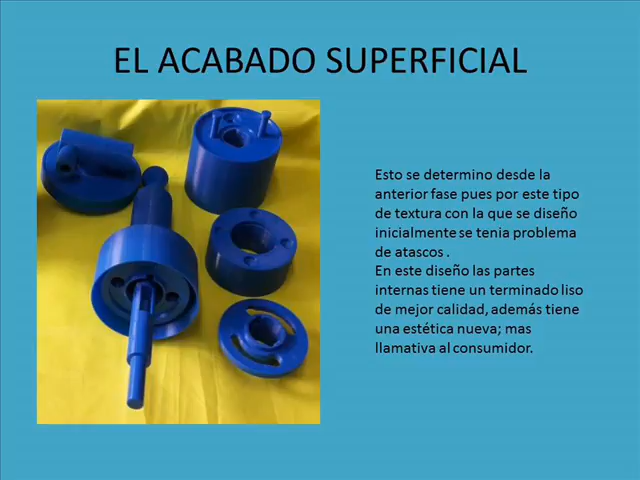 EL ACABADO SUPERFICIAL
Esto se determino desde la
anterior fase pues por este tipo
de textura con la que se diseño
inicialmente se tenia problema
de atascos .
En este diseño las partes
internas tiene un terminado liso
de mejor calidad, además tiene
una estética nueva; mas
llamativa al consumidor.